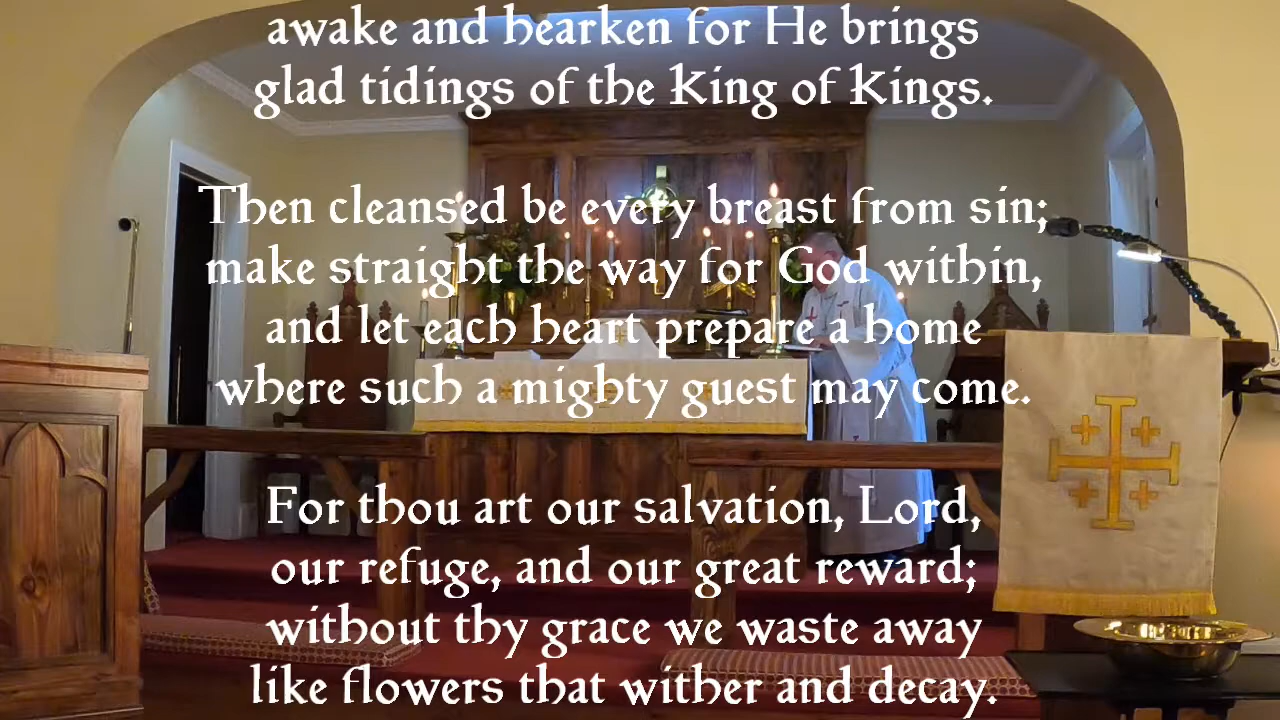 awake and hearken for He brings
glad tidings of the King of Kings.
Then cleansed be every breast from sin;
make straight the way for God within,
and let each heart prepare a home
where such a mighty guest may come.
For thou art our salvation, Lord,
our refuge, and our great reward;
without thy grace we waste away
like flowers that wither and decay.